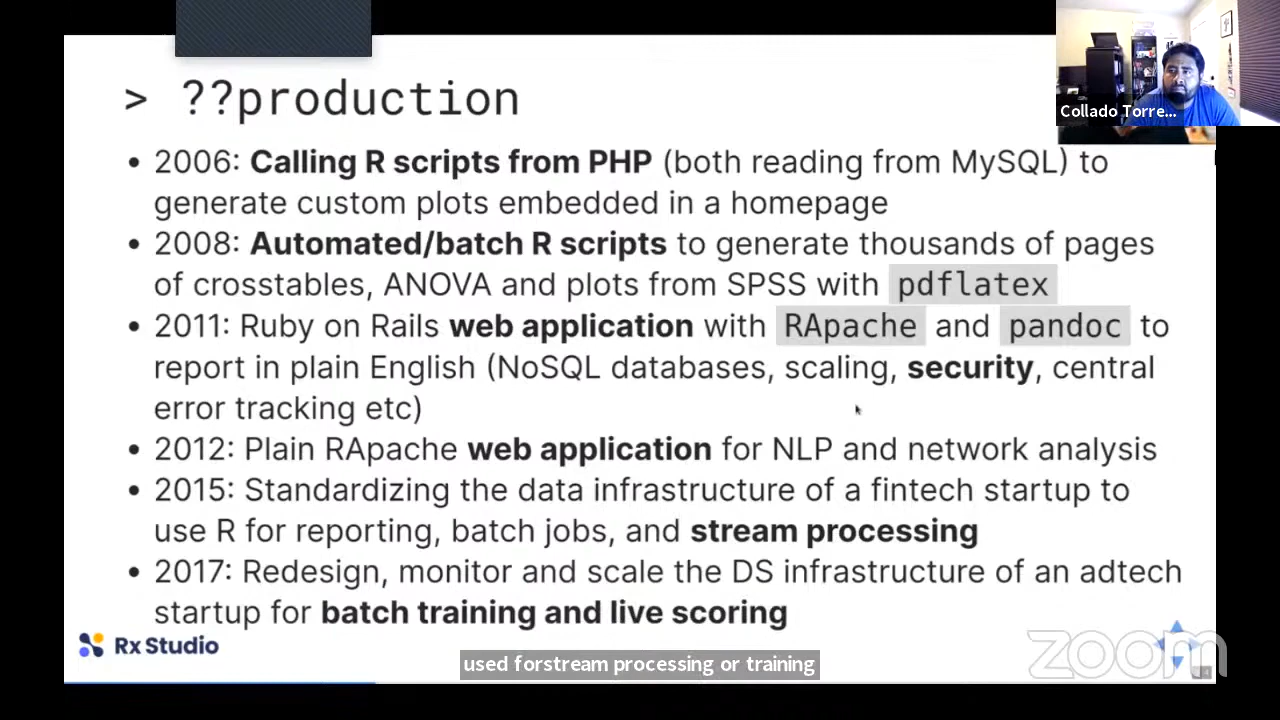 > ??production
Collado Torre...
• 2006: Calling R scripts from PHP (both reading from MySQL) to
generate custom plots embedded in a homepage
• 2008: Automated/batch R scripts to generate thousands of pages
of crosstables, ANOVA and plots from SPSS with pdflatex
• 2011: Ruby on Rails web application with RApache and pandoc to
report in plain English (NoSQL databases, scaling, security, central
error tracking etc)
• 2012: Plain RApache web application for NLP and network analysis
• 2015: Standardizing the data infrastructure of a fintech startup to
use R for reporting, batch jobs, and stream processing
• 2017: Redesign, monitor and scale the DS infrastructure of an adtech
startup for batch training and live scoring
Rx Studio
used forstream processing or training
zoom